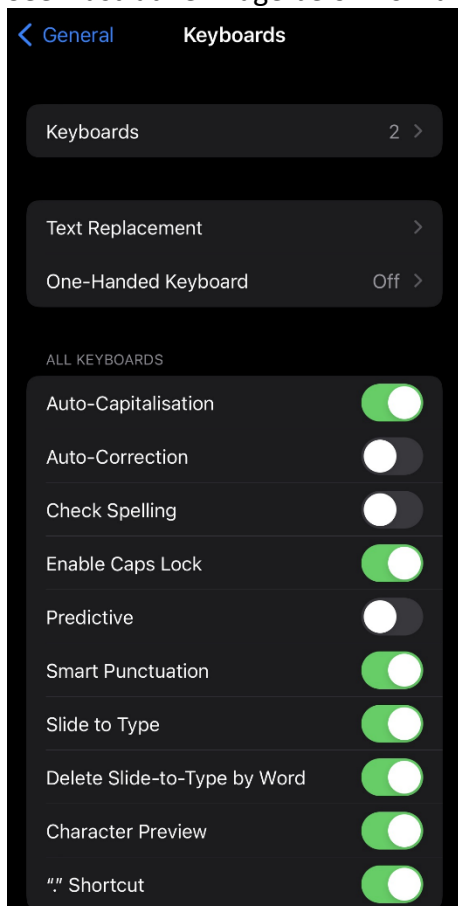 General
Keyboards
Keyboards 2
Text Replacement
One-Handed Keyboard Off
ALL KEYBOARDS
Auto-Capitalisation
Auto-Correction
Check Spelling
Enable Caps Lock
Predictive
Smart Punctuation
Slide to Type
Delete Slide-to-Type by Word
Character Preview
“.” Shortcut